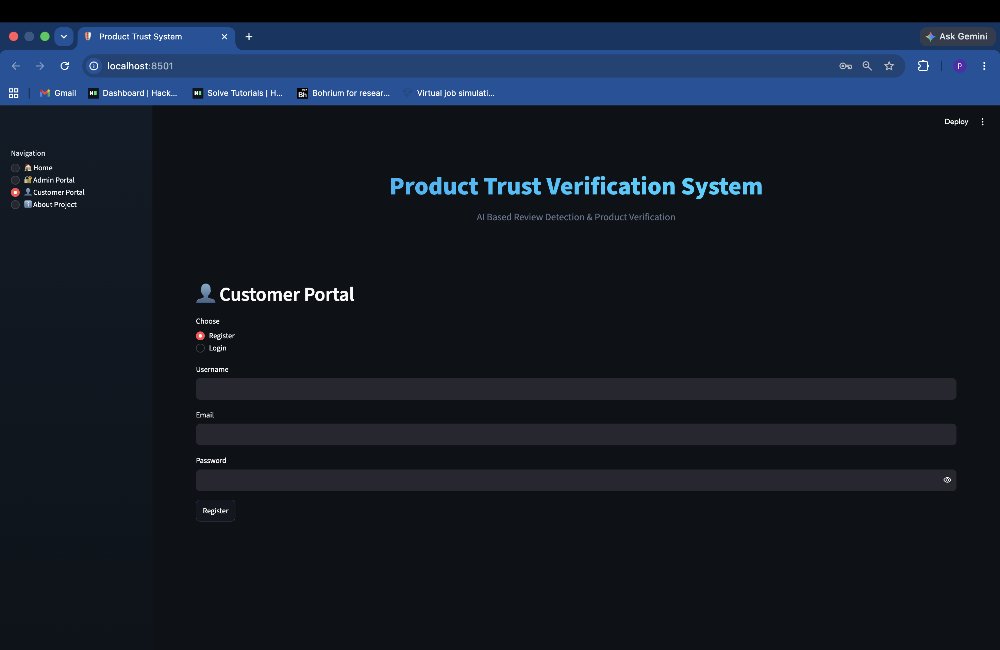 Product Trust System
Ask Gemini
localhost:8501
p
Gmail
Dashboard | Hack...
Solve Tutorials | H...
107
Bh
Bohrium for resear...
Virtual job simulati...
Deploy
Navigation
Home
Admin Portal
Customer Portal
About Project
Product Trust Verification System
AI Based Review Detection & Product Verification
Customer Portal
Choose
Register
Login
Username
Email
Password
Register